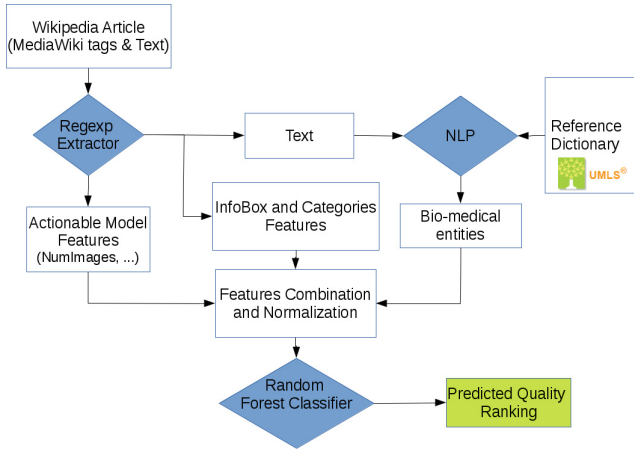 Wikipedia Article
(MediaWiki tags & Text)
Regexp
Extractor
Text
NLP
Reference
Dictionary
UMLS®
Actionable Model
Features
(NumImages, ...)
InfoBox and Categories
Features
Bio-medical
entities
Features Combination
and Normalization
Random
Forest Classifier
Predicted Quality
Ranking